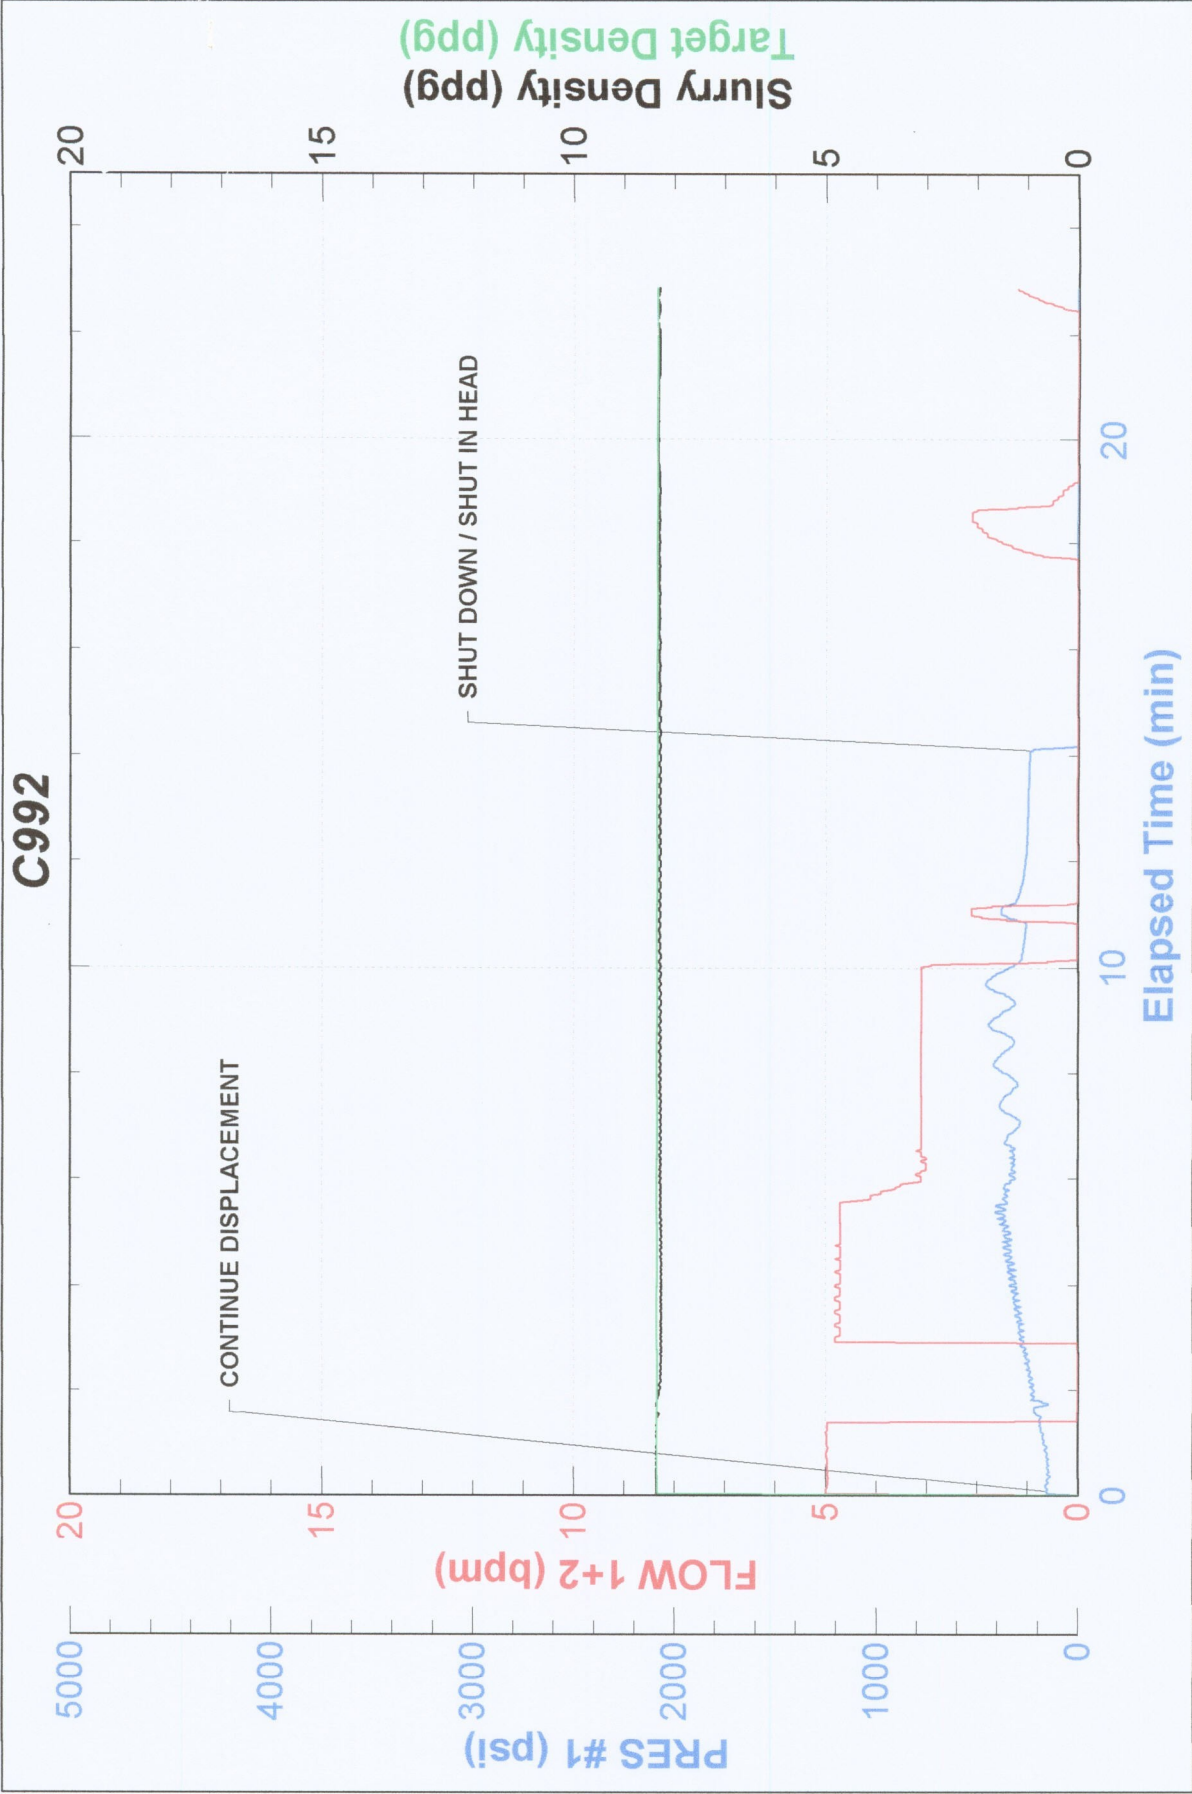 C992
PRES #1 (psi)
5000
4000
3000
2000
1000
0
FLOW 1+2 (bpm)
20
15
10
5
0
CONTINUE DISPLACEMENT
SHUT DOWN / SHUT IN HEAD
20
15
10
5
0
Slurry Density (ppg)
Target Density (ppg)
0
10
20
Elapsed Time (min)